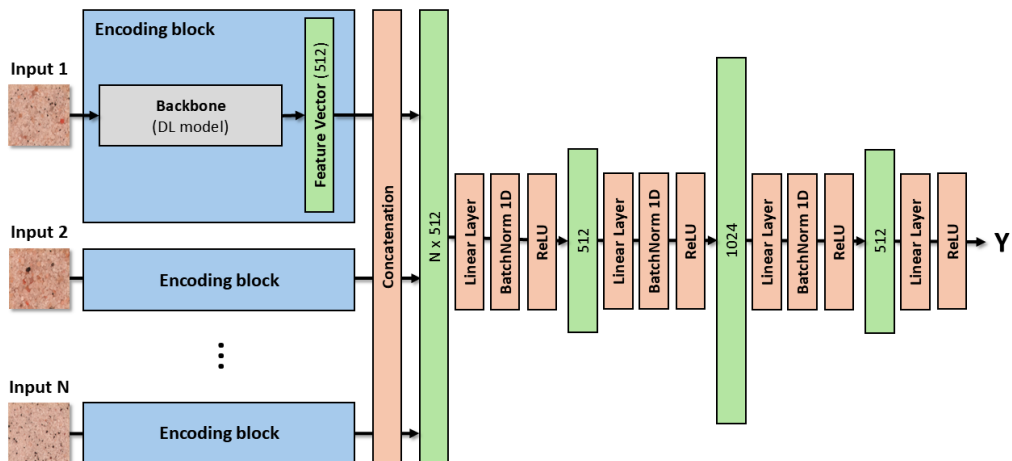 Encoding block
Input 1
Backbone
(DL model)
Feature Vector (512)
Input 2
Encoding block
⋮
Input N
Encoding block
Concatenation
N x 512
Linear Layer
BatchNorm 1D
ReLU
512
Linear Layer
BatchNorm 1D
ReLU
1024
Linear Layer
BatchNorm 1D
ReLU
512
Linear Layer
ReLU
Y